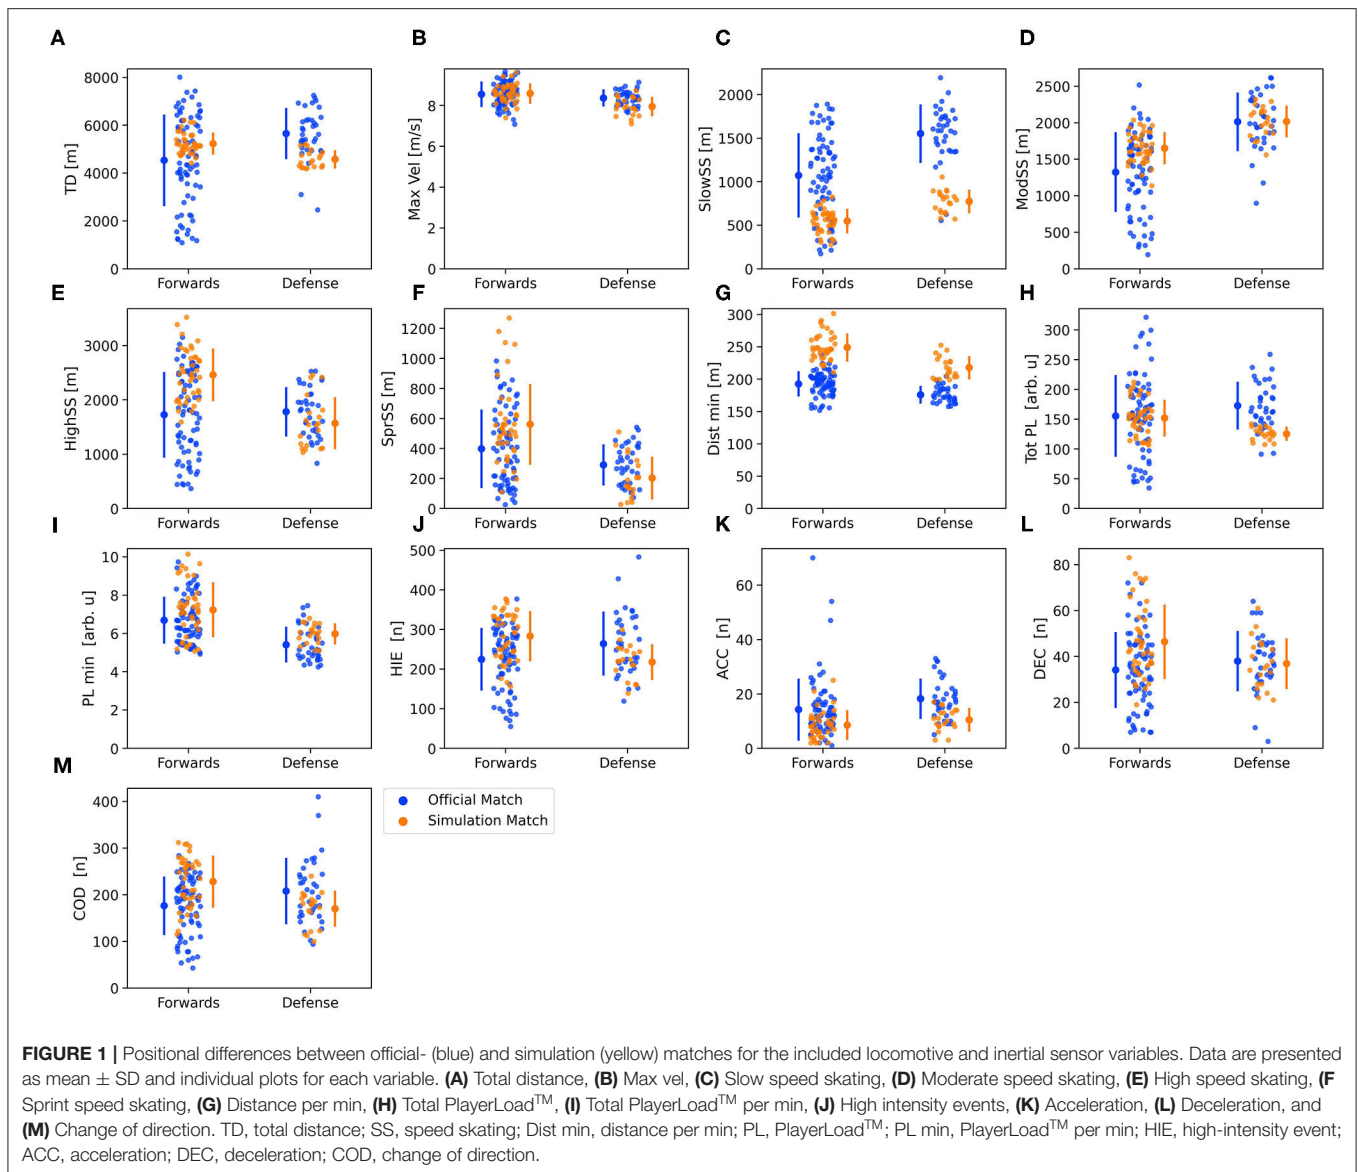 A
B
C
D
8000
6000
4000
2000
0
TD [m]
Forwards
Defense
8
6
4
2
0
Max Vel [m/s]
Forwards
Defense
2000
1500
1000
500
0
SlowSS [m]
Forwards
Defense
2500
2000
1500
1000
500
0
ModSS [m]
Forwards
Defense
E
F
G
H
3000
2000
1000
0
HighSS [m]
Forwards
Defense
1200
1000
800
600
400
200
0
SprSS [m]
Forwards
Defense
300
250
200
150
100
50
0
Dist min [m]
Forwards
Defense
300
250
200
150
100
50
0
Tot PL [arb. u]
Forwards
Defense
I
J
K
L
10
8
6
4
2
0
PL min [arb. u]
Forwards
Defense
500
400
300
200
100
0
HIE [n]
Forwards
Defense
60
40
20
0
ACC [n]
Forwards
Defense
80
60
40
20
0
DEC [n]
Forwards
Defense
M
400
300
200
100
0
COD [n]
Forwards
Defense
Official Match
Simulation Match
FIGURE 1 | Positional differences between official- (blue) and simulation (yellow) matches for the included locomotive and inertial sensor variables. Data are presented
as mean ± SD and individual plots for each variable. (A) Total distance, (B) Max vel, (C) Slow speed skating, (D) Moderate speed skating, (E) High speed skating, (F
Sprint speed skating, (G) Distance per min, (H) Total PlayerLoad™, (I) Total PlayerLoad™ per min, (J) High intensity events, (K) Acceleration, (L) Deceleration, and
(M) Change of direction. TD, total distance; SS, speed skating; Dist min, distance per min; PL, PlayerLoad™; PL min, PlayerLoad™ per min; HIE, high-intensity event;
ACC, acceleration; DEC, deceleration; COD, change of direction.